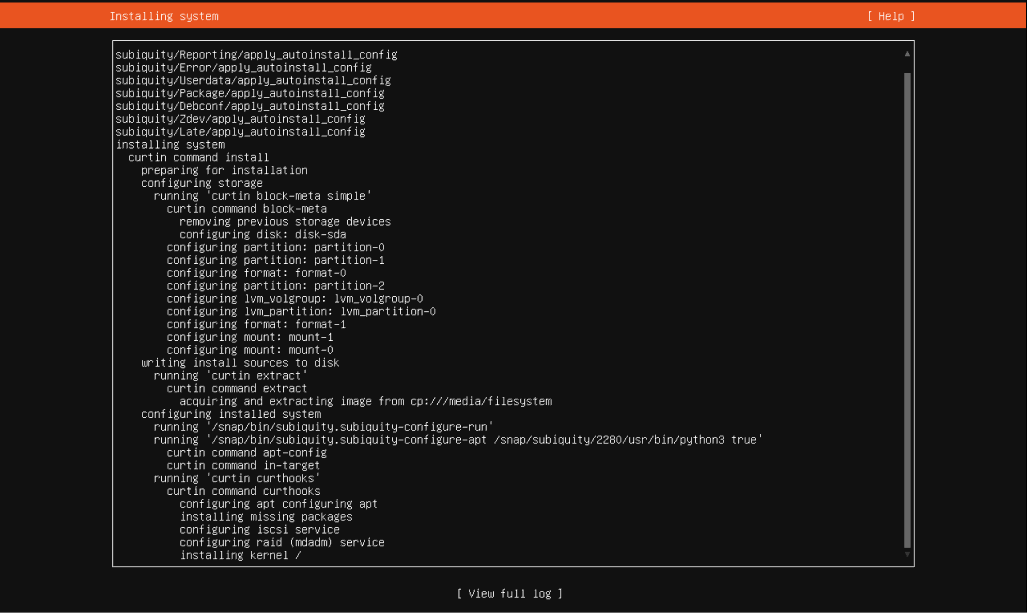 Installing system
[ Help ]
subiquity/Reporting/apply_autoinstall_config
subiquity/Error/apply_autoinstall_config
subiquity/Userdata/apply_autoinstall_config
subiquity/Package/apply_autoinstall_config
subiquity/Debconf/apply_autoinstall_config
subiquity/Zdev/apply_autoinstall_config
subiquity/Late/apply_autoinstall_config
installing system
  curtin command install
    preparing for installation
    configuring storage
      running 'curtin block-meta simple'
        curtin command block-meta
          removing previous storage devices
          configuring disk: disk-sda
        configuring partition: partition-0
        configuring partition: partition-1
        configuring format: format-0
        configuring partition: partition-2
        configuring lvm_volgroup: lvm_volgroup-0
        configuring lvm_partition: lvm_partition-0
        configuring format: format-1
        configuring mount: mount-1
        configuring mount: mount-0
    writing install sources to disk
      running 'curtin extract'
        curtin command extract
          acquiring and extracting image from cp:///media/filesystem
    configuring installed system
      running '/snap/bin/subiquity.subiquity-configure-run'
      running '/snap/bin/subiquity.subiquity-configure-apt /snap/subiquity/2280/usr/bin/python3 true'
        curtin command apt-config
        curtin command in-target
      running 'curtin curthooks'
        curtin command curthooks
          configuring apt configuring apt
          installing missing packages
          configuring iscsi service
          configuring raid (mdadm) service
          installing kernel /
[ View full log ]